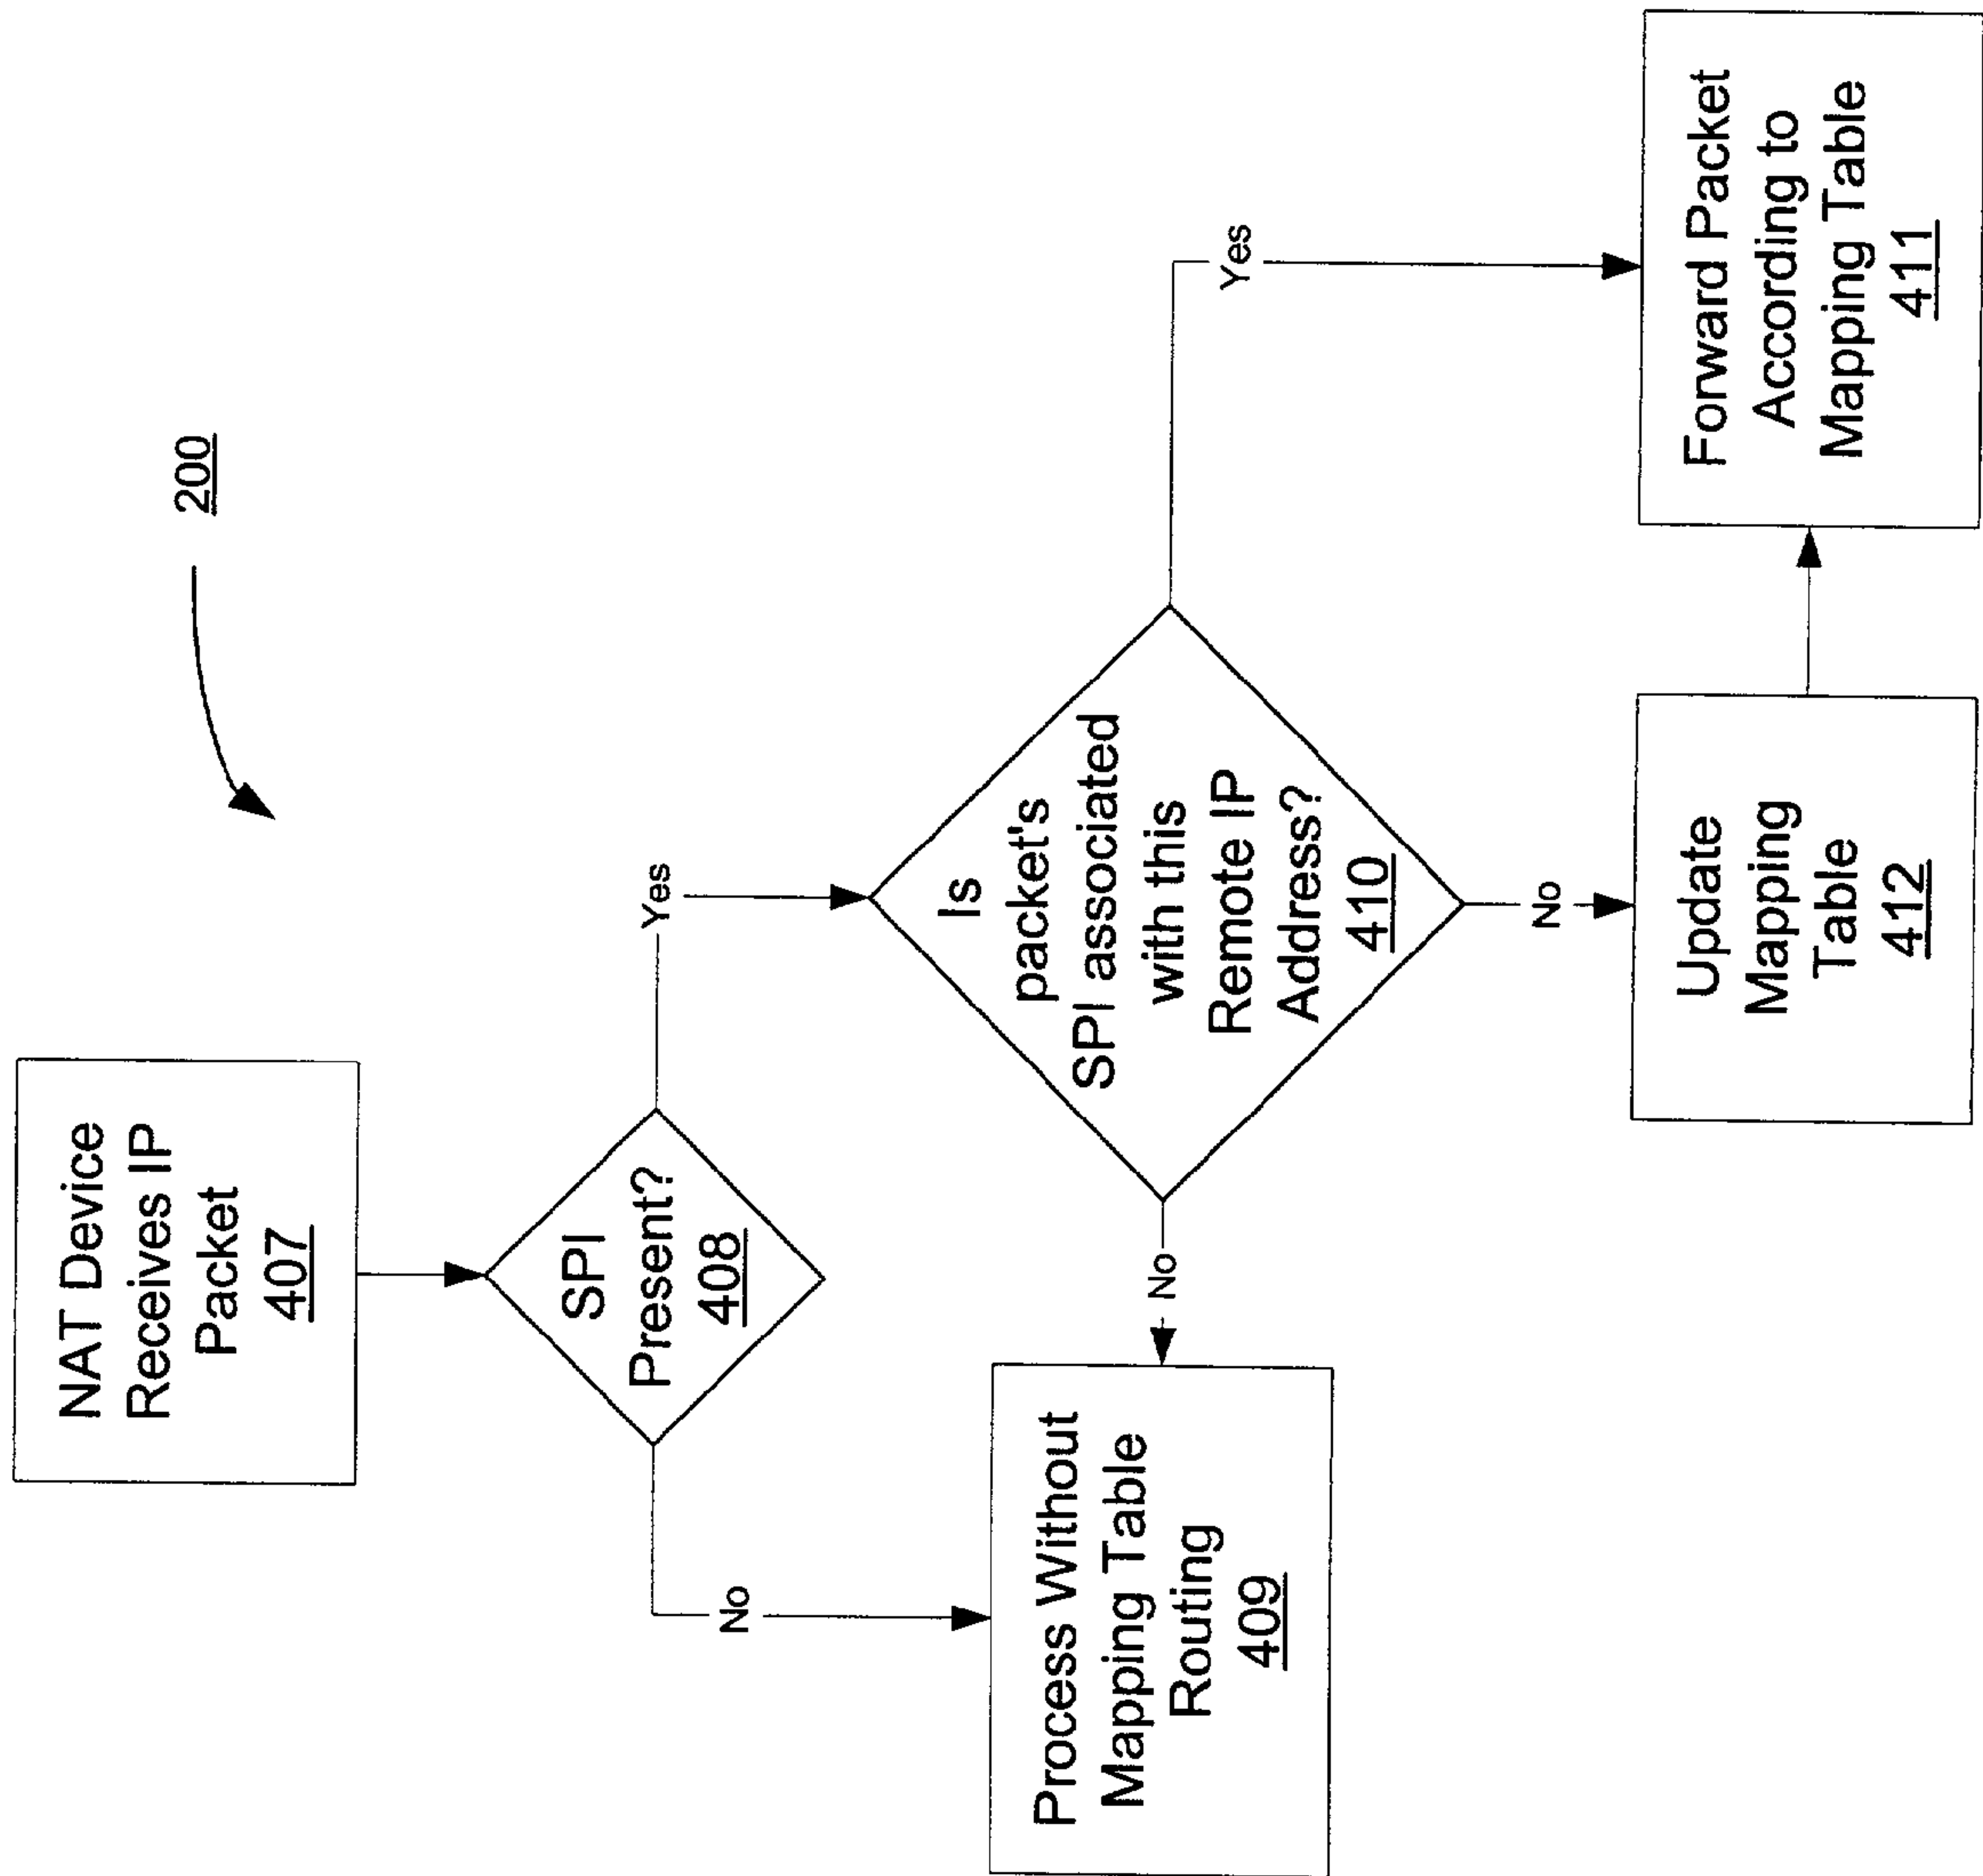 200
NAT Device
Receives IP
Packet
407
SPI
Present?
408
Yes
No
Is
packet's
SPI associated
with this
Remote IP
Address?
410
Yes
No
No
Process Without
Mapping Table
Routing
409
Update
Mapping
Table
412
Forward Packet
According to
Mapping Table
411